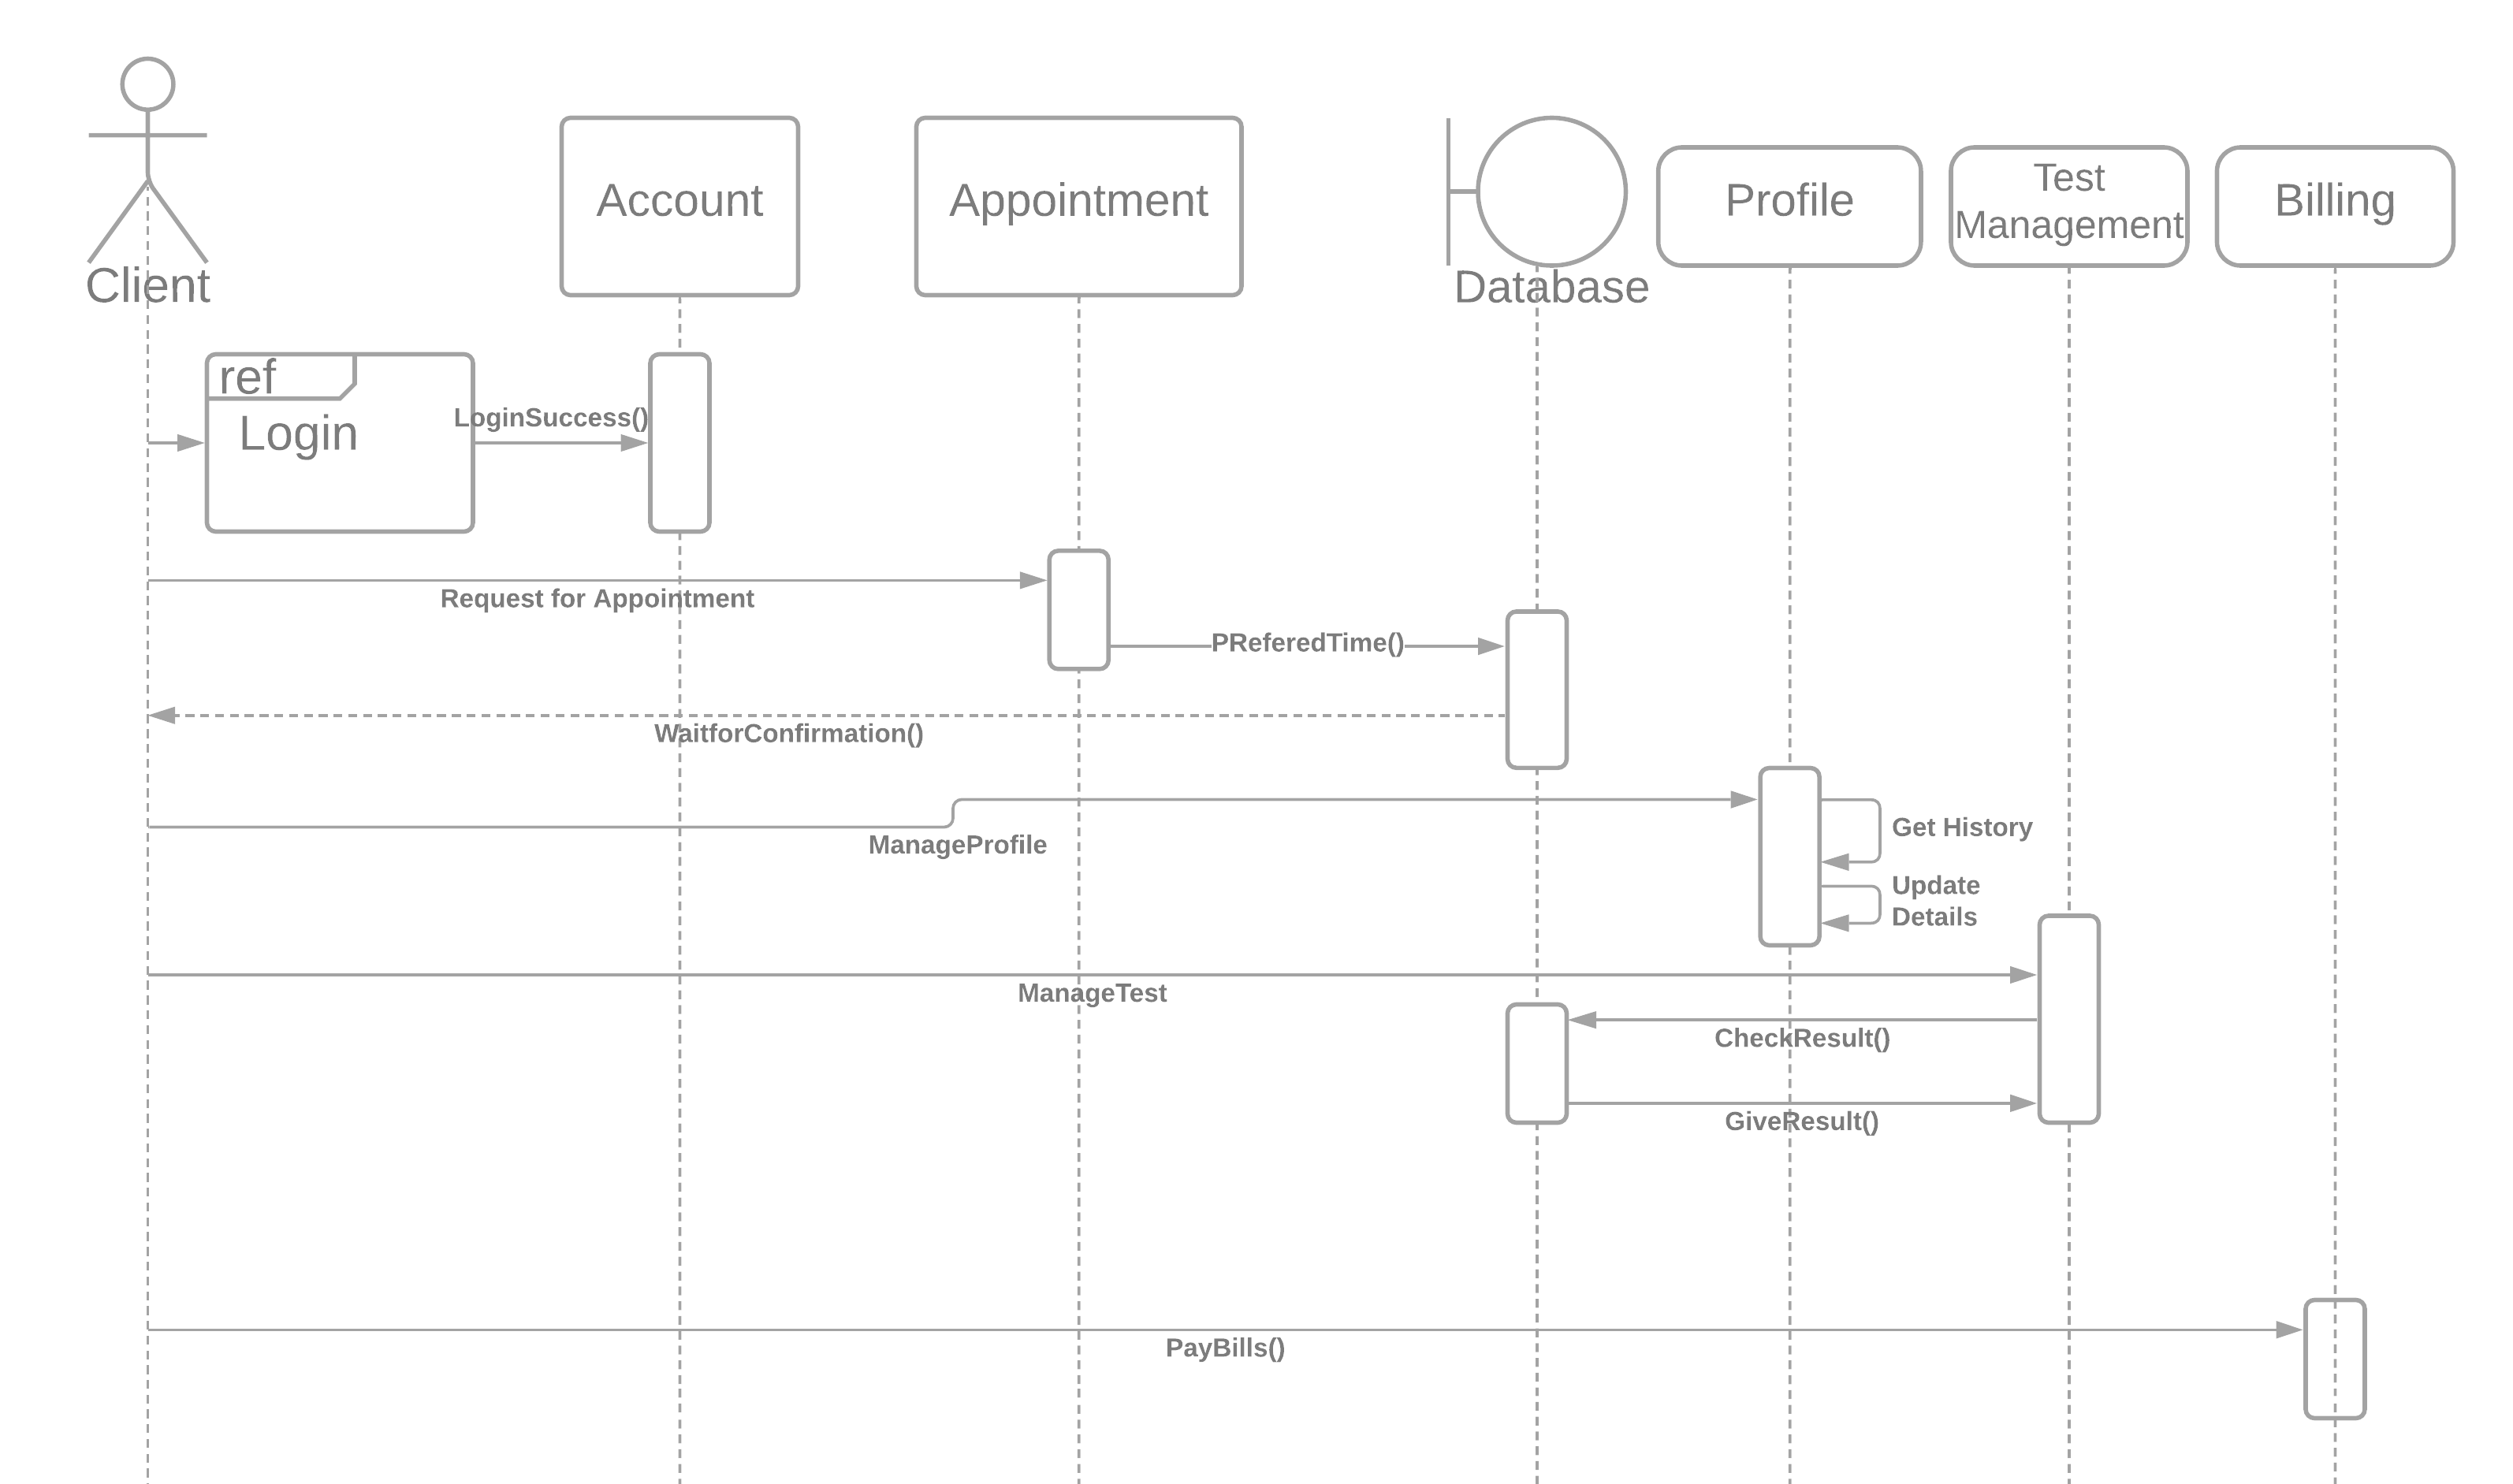 Client
Account
Appointment
Database
Profile
Test
Management
Billing
ref
Login
LoginSuccess()
Request for Appointment
PReferedTime()
WaitforConfirmation()
ManageProfile
Get History
Update
Details
ManageTest
CheckResult()
GiveResult()
PayBills()